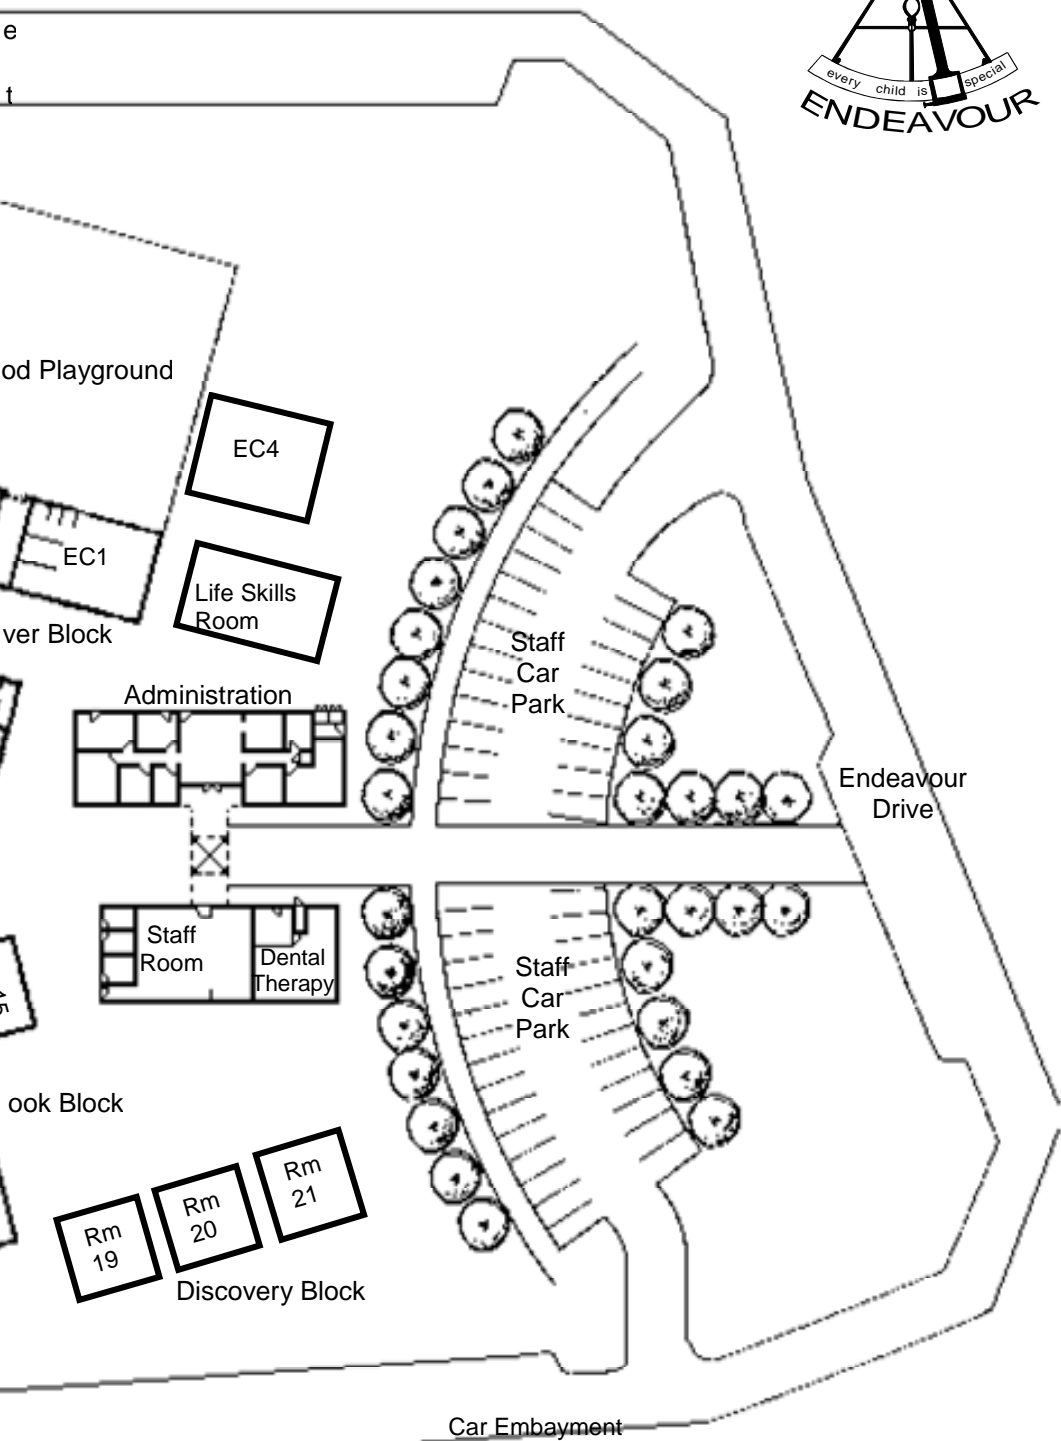 e
t
every child is special
ENDEAVOUR
od Playground
EC4
EC1
Life Skills
Room
ver Block
Administration
Staff
Car
Park
Endeavour
Drive
Staff
Room
Dental
Therapy
Staff
Car
Park
15
ook Block
Rm
21
Rm
20
Rm
19
Discovery Block
Car Embayment